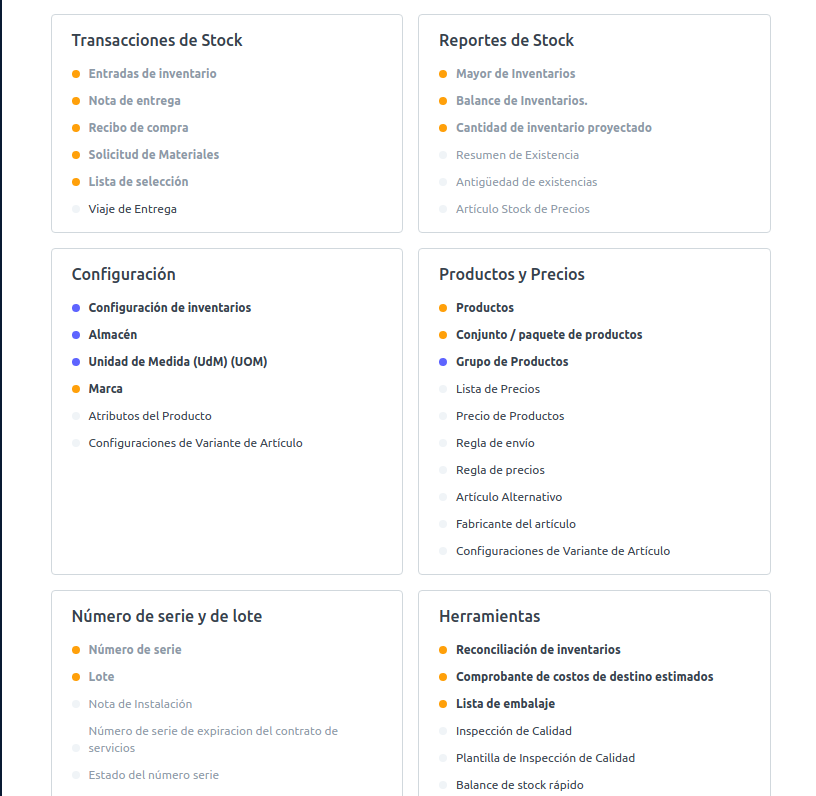 Transacciones de Stock
Entradas de inventario
Nota de entrega
Recibo de compra
Solicitud de Materiales
Lista de selección
Viaje de Entrega
Reportes de Stock
Mayor de Inventarios
Balance de Inventarios.
Cantidad de inventario proyectado
Resumen de Existencia
Antigüedad de existencias
Artículo Stock de Precios
Configuración
Configuración de inventarios
Almacén
Unidad de Medida (UdM) (UOM)
Marca
Atributos del Producto
Configuraciones de Variante de Artículo
Productos y Precios
Productos
Conjunto / paquete de productos
Grupo de Productos
Lista de Precios
Precio de Productos
Regla de envío
Regla de precios
Artículo Alternativo
Fabricante del artículo
Configuraciones de Variante de Artículo
Número de serie y de lote
Número de serie
Lote
Nota de Instalación
Número de serie de expiracion del contrato de
servicios
Estado del número serie
Herramientas
Reconciliación de inventarios
Comprobante de costos de destino estimados
Lista de embalaje
Inspección de Calidad
Plantilla de Inspección de Calidad
Balance de stock rápido